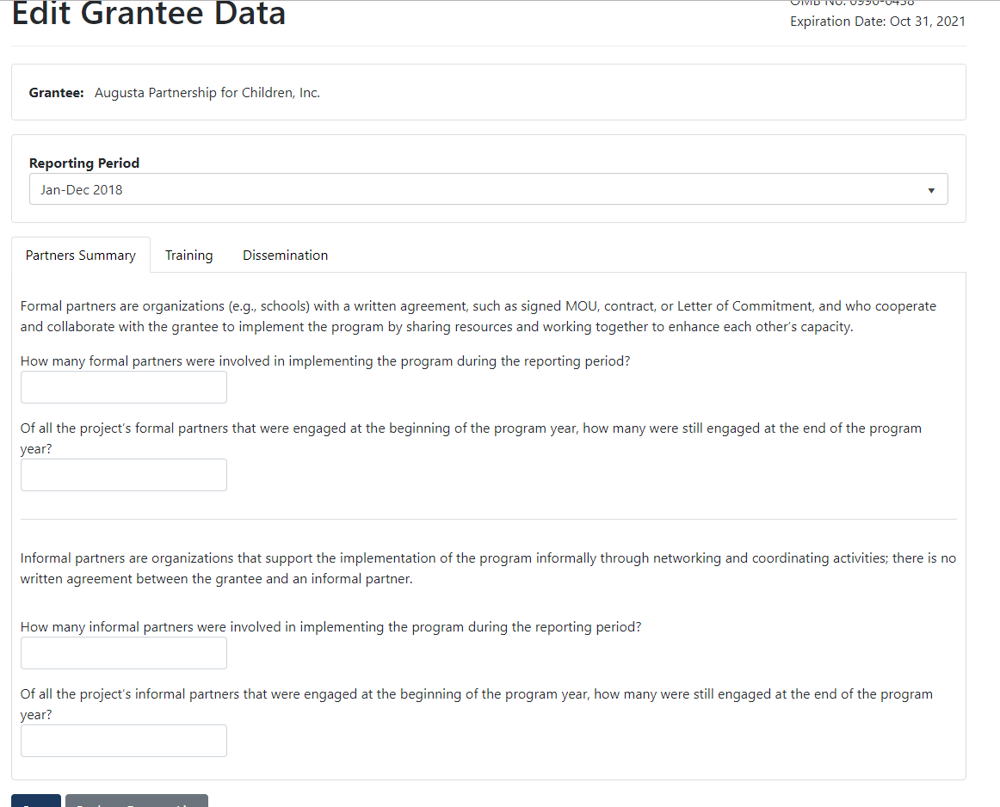 Edit Grantee Data
OMB No. 0990-0438
Expiration Date: Oct 31, 2021
Grantee: Augusta Partnership for Children, Inc.
Reporting Period
Jan-Dec 2018
Partners Summary Training Dissemination
Formal partners are organizations (e.g., schools) with a written agreement, such as signed MOU, contract, or Letter of Commitment, and who cooperate
and collaborate with the grantee to implement the program by sharing resources and working together to enhance each other's capacity.
How many formal partners were involved in implementing the program during the reporting period?
Of all the project's formal partners that were engaged at the beginning of the program year, how many were still engaged at the end of the program
year?
Informal partners are organizations that support the implementation of the program informally through networking and coordinating activities; there is no
written agreement between the grantee and an informal partner.
How many informal partners were involved in implementing the program during the reporting period?
Of all the project's informal partners that were engaged at the beginning of the program year, how many were still engaged at the end of the program
year?